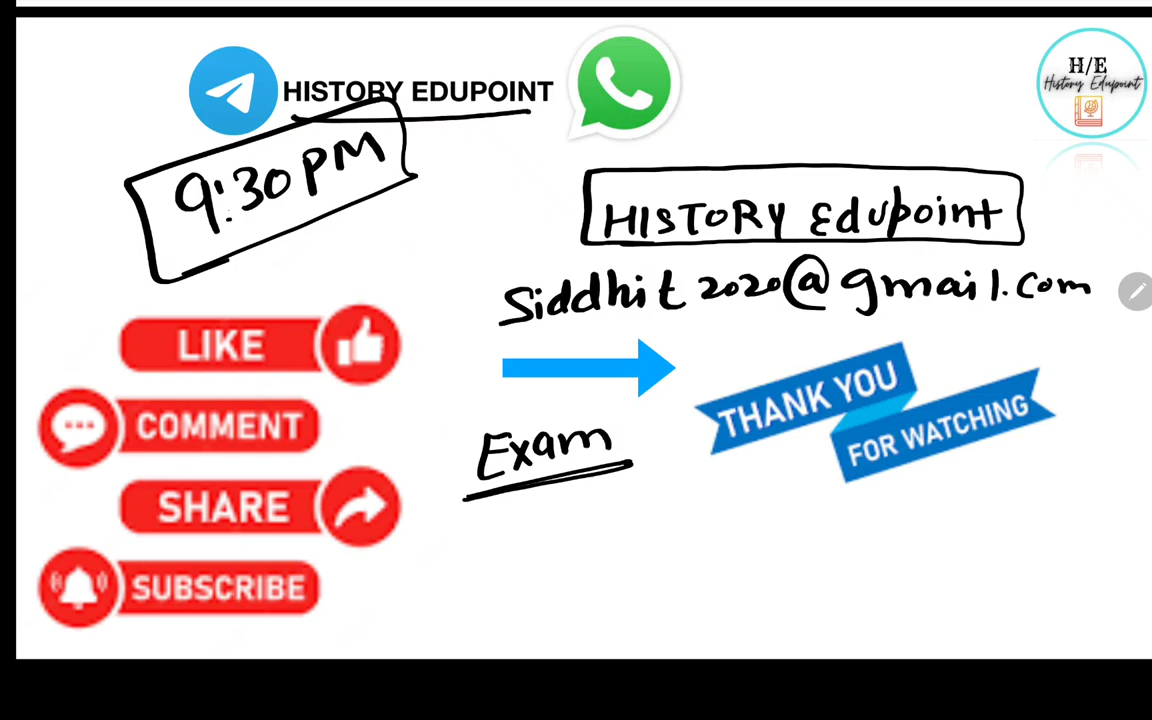 HISTORY EDUPOINT
H/E
History Edupoint
9:30 PM
HISTORY Edupoint
Siddhit2020@gmail.com
LIKE
THANK YOU
COMMENT
FOR WATCHING
Exam
SHARE
SUBSCRIBE